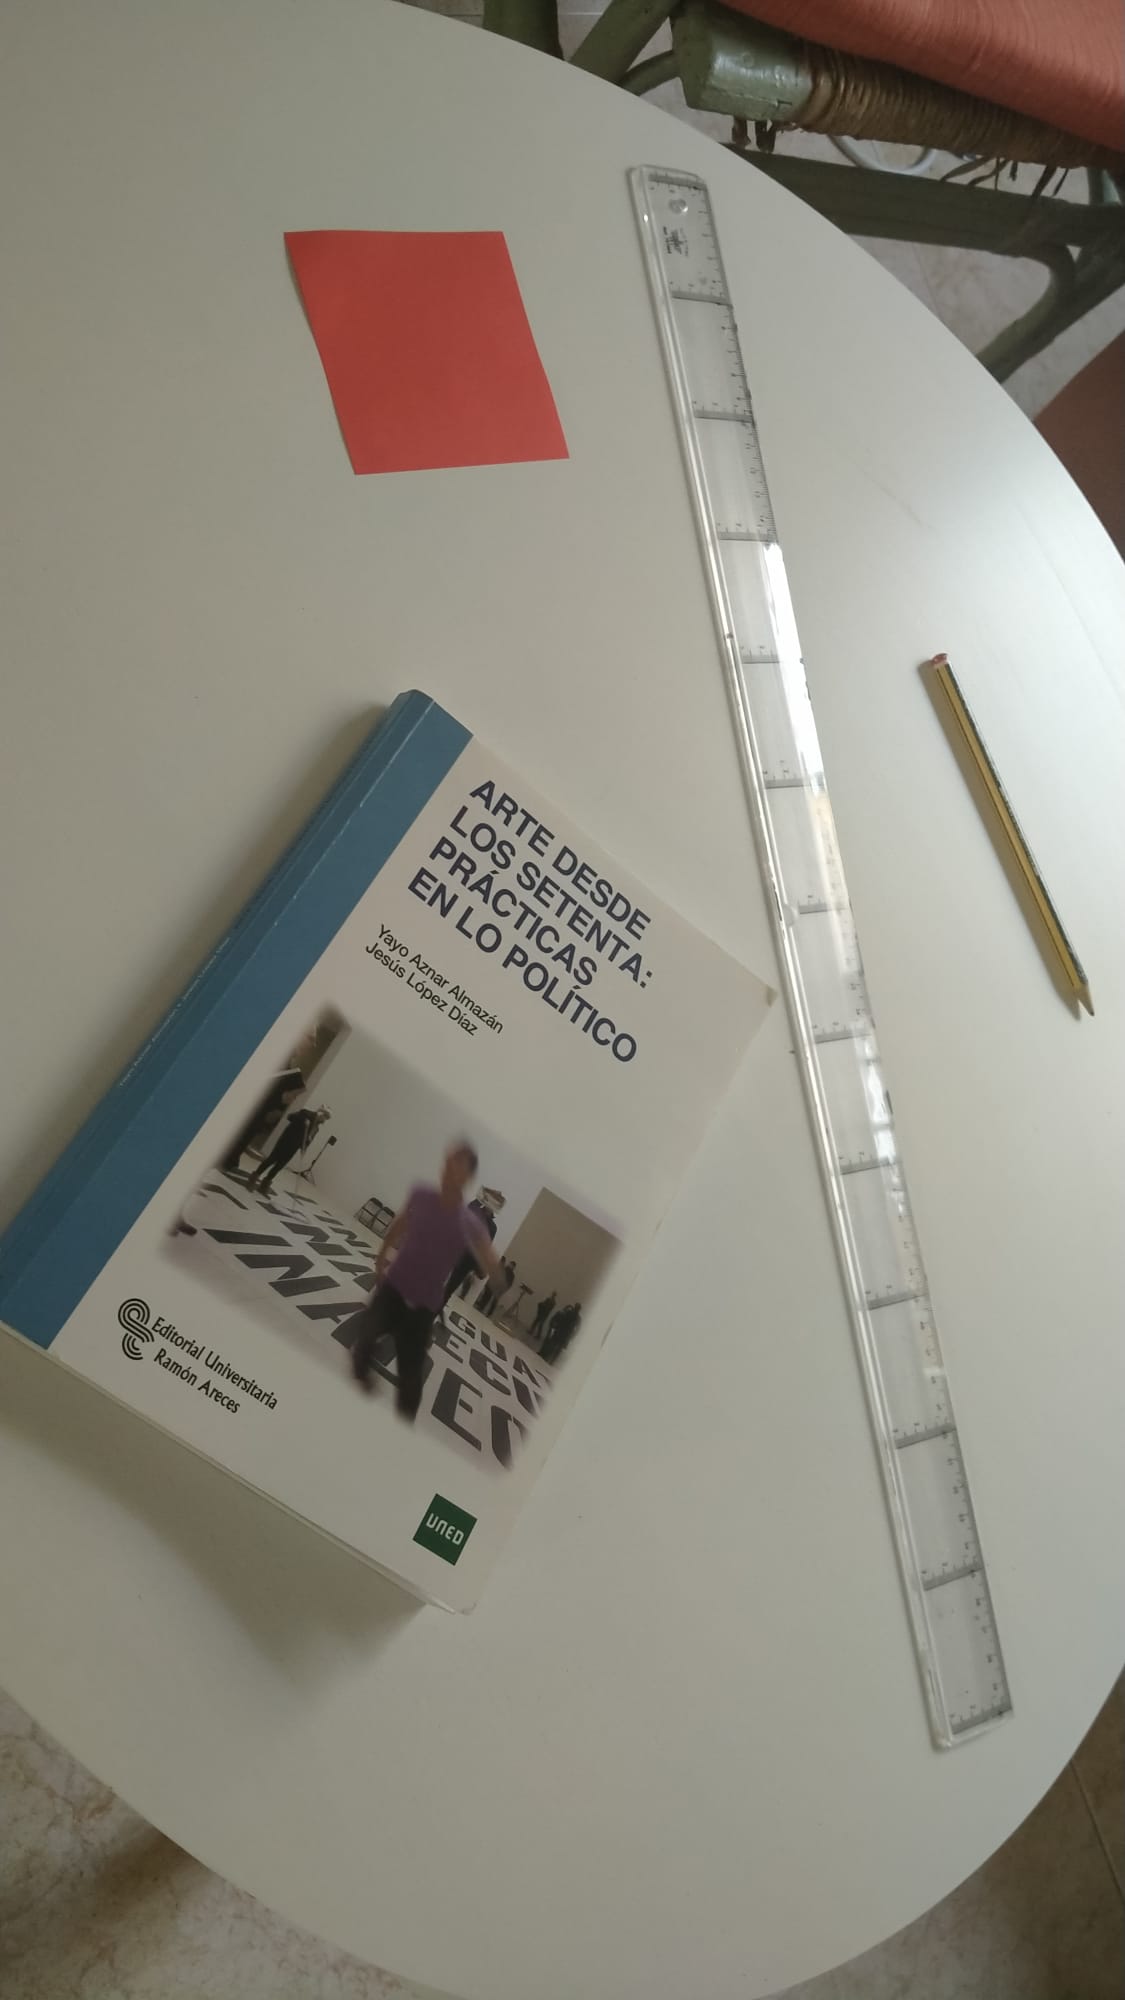 ARTE DESDE
LOS SETENTA:
PRÁCTICAS
EN LO POLÍTICO
Yayo Aznar Almazán
Jesús López Díaz
Editorial Universitaria
Ramón Areces
UNED